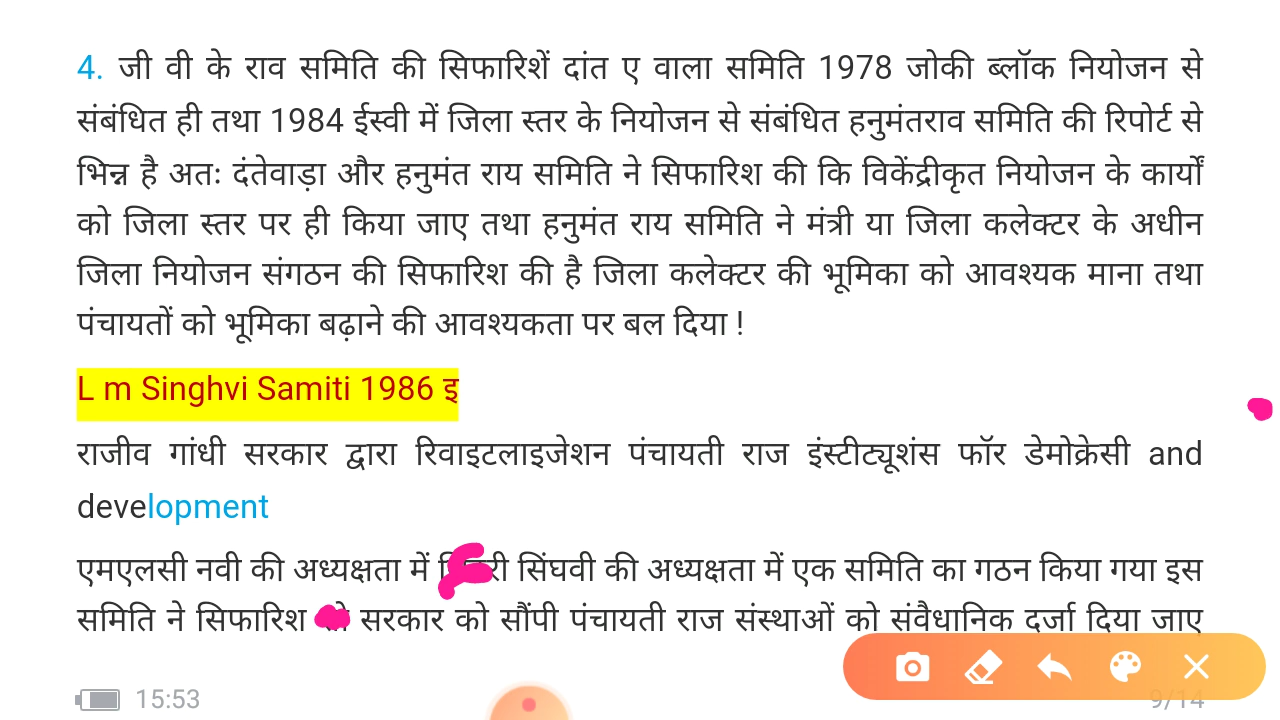 4. जी वी के राव समिति की सिफारिशें दांत ए वाला समिति 1978 जोकी ब्लॉक नियोजन से
संबंधित ही तथा 1984 ईस्वी में जिला स्तर के नियोजन से संबंधित हनुमंतराव समिति की रिपोर्ट से
भिन्न है अतः दंतेवाड़ा और हनुमंत राय समिति ने सिफारिश की कि विकेंद्रीकृत नियोजन के कार्यों
को जिला स्तर पर ही किया जाए तथा हनुमंत राय समिति ने मंत्री या जिला कलेक्टर के अधीन
जिला नियोजन संगठन की सिफारिश की है जिला कलेक्टर की भूमिका को आवश्यक माना तथा
पंचायतों को भूमिका बढ़ाने की आवश्यकता पर बल दिया !
L m Singhvi Samiti 1986 इ
राजीव गांधी सरकार द्वारा रिवाइटलाइजेशन पंचायती राज इंस्टीट्यूशंस फॉर डेमोक्रेसी and
development
एमएलसी नवी की अध्यक्षता में सिंघवी की अध्यक्षता में एक समिति का गठन किया गया इस
समिति ने सिफारिश सरकार को सौंपी पंचायती राज संस्थाओं को संवैधानिक दर्जा दिया जाए
15:53 9/14